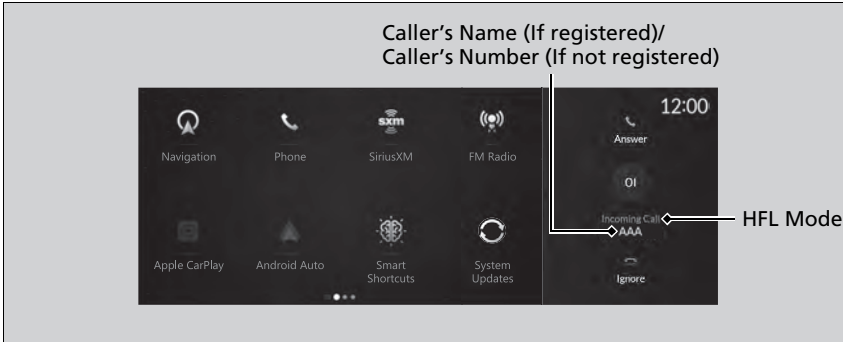 Caller's Name (If registered)/
Caller's Number (If not registered)
12:00
Answer
OI
Incoming Call
AAA
Ignore
HFL Mode
sxm
Navigation
Phone
SiriusXM
FM Radio
Apple CarPlay
Android Auto
Smart
Shortcuts
System
Updates